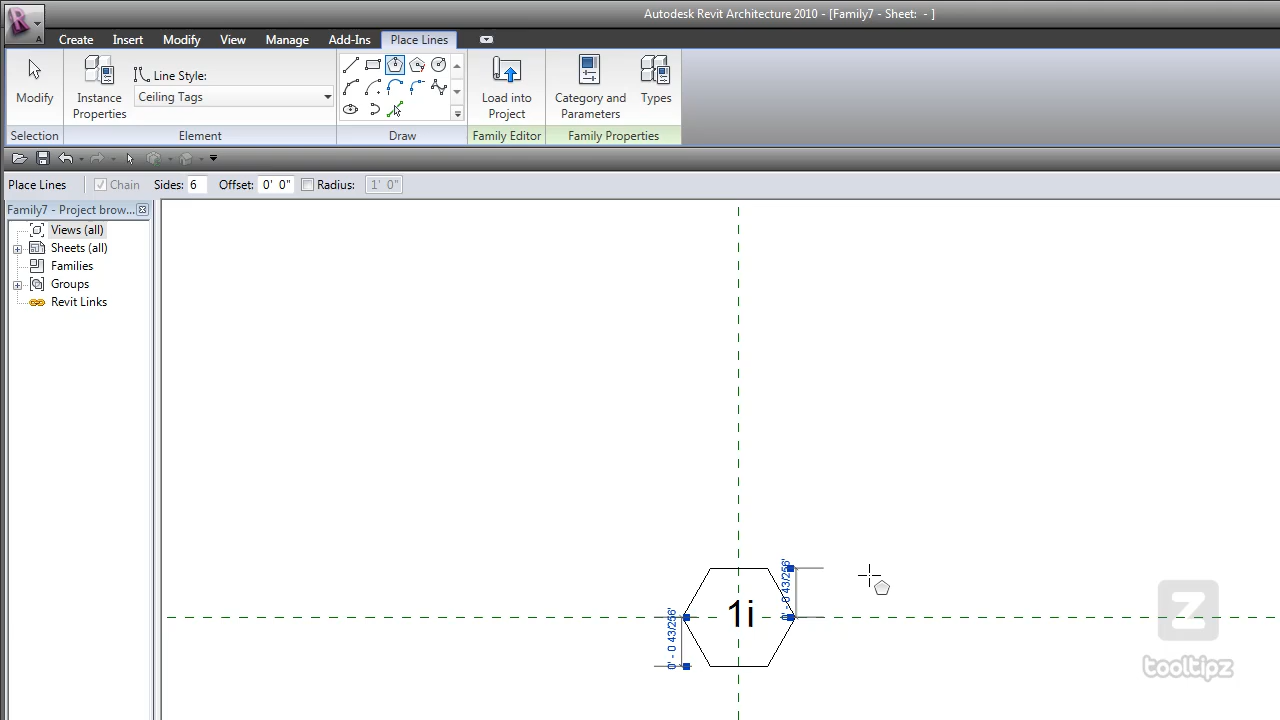 Autodesk Revit Architecture 2010 - [Family7 - Sheet:  - ]
Create Insert Modify View Manage Add-Ins Place Lines
Modify
Instance Properties
Line Style:
Ceiling Tags
Load into Project
Category and Parameters
Types
Selection Element Draw Family Editor Family Properties
Place Lines Chain Sides: 6 Offset: 0' 0" Radius: 1' 0"
Family7 - Project brow...
Views (all)
Sheets (all)
Families
Groups
Revit Links
0' - 0 43/256"
1i
0' - 0 43/256"
Z
tooltipz